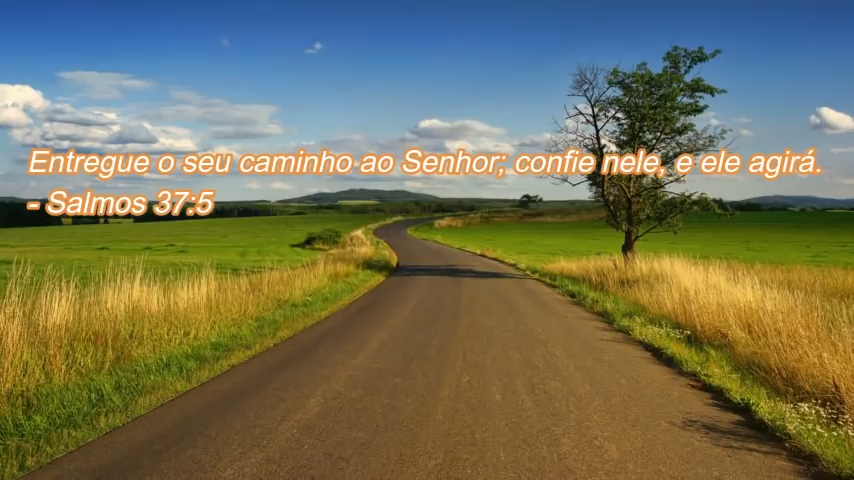 Entregue o seu caminho ao Senhor; confie nele, e ele agirá.
- Salmos 37:5